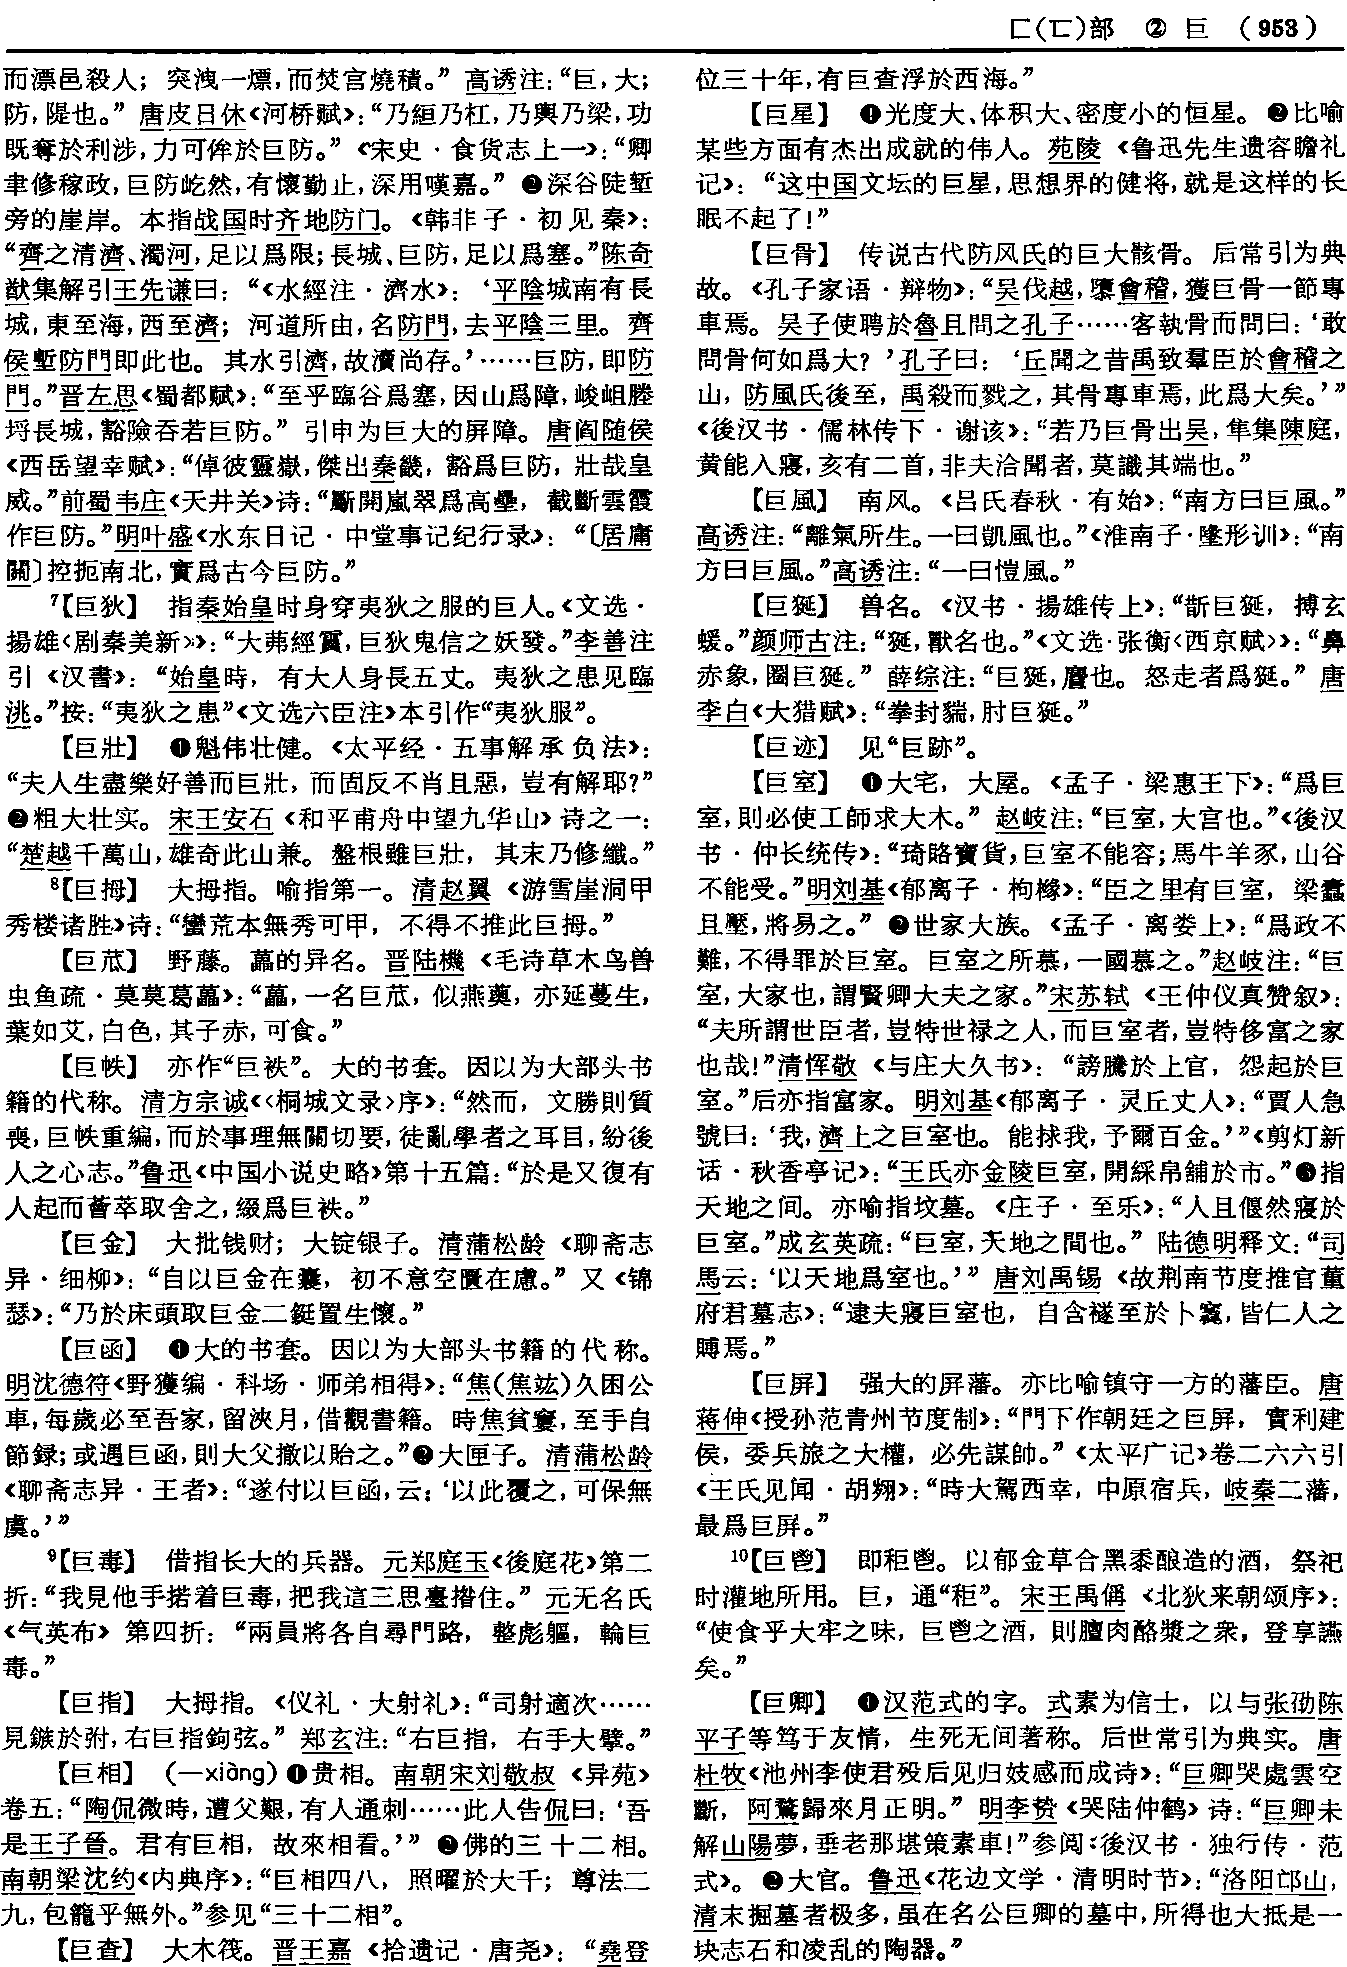 匚(匸)部　② 巨　(953)
而漂邑殺人；突洩一熛，而焚宫燒積。”高诱注：“巨，大；
防，隄也。”唐皮日休《河桥赋》：“乃絙乃杠，乃輿乃梁，功
既奪於利涉，力可侔於巨防。”《宋史·食货志上一》：“卿
聿修稼政，巨防屹然，有懷勤止，深用嘆嘉。”❷深谷陡堑
旁的崖岸。本指战国时齐地防门。《韩非子·初见秦》：
“齊之清濟、濁河，足以爲限；長城、巨防，足以爲塞。”陈奇
猷集解引王先谦曰：“《水經注·濟水》：‘平陰城南有長
城，東至海，西至濟；河道所由，名防門，去平陰三里。齊
侯塹防門即此也。其水引濟，故瀆尚存。’……巨防，即防
門。”晋左思《蜀都赋》：“至乎臨谷爲塞，因山爲障，峻岨塍
埒長城，豁險吞若巨防。”引申为巨大的屏障。唐阎随侯
《西岳望幸赋》：“倬彼靈嶽，傑出秦畿，豁爲巨防，壯哉皇
威。”前蜀韦庄《天井关》诗：“斸開嵐翠爲高壘，截斷雲霞
作巨防。”明叶盛《水东日记·中堂事记纪行录》：“〔居庸
關〕控扼南北，實爲古今巨防。”
⁷【巨狄】　指秦始皇时身穿夷狄之服的巨人。《文选·
揚雄〈剧秦美新〉》：“大茀經霣，巨狄鬼信之妖發。”李善注
引《汉書》：“始皇時，有大人身長五丈。夷狄之患见臨
洮。”按：“夷狄之患”《文选六臣注》本引作“夷狄服”。
【巨壯】　❶魁伟壮健。《太平经·五事解承负法》：
“夫人生盡樂好善而巨壯，而固反不肖且惡，豈有解耶？”
❷粗大壮实。宋王安石《和平甫舟中望九华山》诗之一：
“楚越千萬山，雄奇此山兼。盤根雖巨壯，其末乃修纖。”
⁸【巨拇】　大拇指。喻指第一。清赵翼《游雪崖洞甲
秀楼诸胜》诗：“蠻荒本無秀可甲，不得不推此巨拇。”
【巨苽】　野藤。藟的异名。晋陆機《毛诗草木鸟兽
虫鱼疏·莫莫葛藟》：“藟，一名巨苽，似燕薁，亦延蔓生，
葉如艾，白色，其子赤，可食。”
【巨帙】　亦作“巨袟”。大的书套。因以为大部头书
籍的代称。清方宗诚《〈桐城文录〉序》：“然而，文勝則質
喪，巨帙重編，而於事理無關切要，徒亂學者之耳目，紛後
人之心志。”鲁迅《中国小说史略》第十五篇：“於是又復有
人起而薈萃取舍之，綴爲巨袟。”
【巨金】　大批钱财；大锭银子。清蒲松龄《聊斋志
异·细柳》：“自以巨金在囊，初不意空匱在慮。”又《锦
瑟》：“乃於床頭取巨金二鋌置生懷。”
【巨函】　❶大的书套。因以为大部头书籍的代称。
明沈德符《野獲编·科场·师弟相得》：“焦(焦竑)久困公
車，每歲必至吾家，留浹月，借觀書籍。時焦貧窶，至手自
節録；或遇巨函，則大父撤以貽之。”❷大匣子。清蒲松龄
《聊斋志异·王者》：“遂付以巨函，云：‘以此覆之，可保無
虞。’”
⁹【巨毒】　借指长大的兵器。元郑庭玉《後庭花》第二
折：“我見他手掿着巨毒，把我這三思臺揝住。”元无名氏
《气英布》第四折：“兩員將各自尋門路，整彪軀，輪巨
毒。”
【巨指】　大拇指。《仪礼·大射礼》：“司射適次……
見鏃於弣，右巨指鉤弦。”郑玄注：“右巨指，右手大擘。”
【巨相】　(一xiàng)❶贵相。南朝宋刘敬叔《异苑》
卷五：“陶侃微時，遭父艱，有人通刺……此人告侃曰：‘吾
是王子晉。君有巨相，故來相看。’”❷佛的三十二相。
南朝梁沈约《内典序》：“巨相四八，照曜於大千；尊法二
九，包籠乎無外。”参见“三十二相”。
【巨查】　大木筏。晋王嘉《拾遗记·唐尧》：“堯登
位三十年，有巨查浮於西海。”
【巨星】　❶光度大、体积大、密度小的恒星。❷比喻
某些方面有杰出成就的伟人。苑陵《鲁迅先生遗容瞻礼
记》：“这中国文坛的巨星，思想界的健将，就是这样的长
眠不起了！”
【巨骨】　传说古代防风氏的巨大骸骨。后常引为典
故。《孔子家语·辩物》：“吴伐越，隳會稽，獲巨骨一節專
車焉。吴子使聘於魯且問之孔子……客執骨而問曰：‘敢
問骨何如爲大？’孔子曰：‘丘聞之昔禹致羣臣於會稽之
山，防風氏後至，禹殺而戮之，其骨專車焉，此爲大矣。’”
《後汉书·儒林传下·谢该》：“若乃巨骨出吴，隼集陳庭，
黄能入寢，亥有二首，非夫洽聞者，莫識其端也。”
【巨風】　南风。《吕氏春秋·有始》：“南方曰巨風。”
高诱注：“離氣所生。一曰凱風也。”《淮南子·墬形训》：“南
方曰巨風。”高诱注：“一曰愷風。”
【巨狿】　兽名。《汉书·揚雄传上》：“斮巨狿，搏玄
蝯。”颜师古注：“狿，獸名也。”《文选·张衡〈西京赋〉》：“鼻
赤象，圈巨狿。”薛综注：“巨狿，麞也。怒走者爲狿。”唐
李白《大猎赋》：“拳封貒，肘巨狿。”
【巨迹】　见“巨跡”。
【巨室】　❶大宅，大屋。《孟子·梁惠王下》：“爲巨
室，則必使工師求大木。”赵岐注：“巨室，大宫也。”《後汉
书·仲长统传》：“琦賂寶貨，巨室不能容；馬牛羊豕，山谷
不能受。”明刘基《郁离子·枸橼》：“臣之里有巨室，梁蠹
且壓，將易之。”❷世家大族。《孟子·离娄上》：“爲政不
難，不得罪於巨室。巨室之所慕，一國慕之。”赵岐注：“巨
室，大家也，謂賢卿大夫之家。”宋苏轼《王仲仪真赞叙》：
“夫所謂世臣者，豈特世禄之人，而巨室者，豈特侈富之家
也哉！”清恽敬《与庄大久书》：“謗騰於上官，怨起於巨
室。”后亦指富家。明刘基《郁离子·灵丘丈人》：“賈人急
號曰：‘我，濟上之巨室也。能捄我，予爾百金。’”《剪灯新
话·秋香亭记》：“王氏亦金陵巨室，開綵帛舖於市。”❸指
天地之间。亦喻指坟墓。《庄子·至乐》：“人且偃然寢於
巨室。”成玄英疏：“巨室，天地之間也。”陆德明释文：“司
馬云：‘以天地爲室也。’”唐刘禹锡《故荆南节度推官董
府君墓志》：“逮夫寢巨室也，自含襚至於卜窀，皆仁人之
賻焉。”
【巨屏】　强大的屏藩。亦比喻镇守一方的藩臣。唐
蒋伸《授孙范青州节度制》：“門下作朝廷之巨屏，實利建
侯，委兵旅之大權，必先謀帥。”《太平广记》卷二六六引
《王氏见闻·胡翙》：“時大駕西幸，中原宿兵，岐秦二藩，
最爲巨屏。”
¹⁰【巨鬯】　即秬鬯。以郁金草合黑黍酿造的酒，祭祀
时灌地所用。巨，通“秬”。宋王禹偁《北狄来朝颂序》：
“使食乎大牢之味，巨鬯之酒，則膻肉酪漿之衆，登享讌
矣。”
【巨卿】　❶汉范式的字。式素为信士，以与张劭陈
平子等笃于友情，生死无间著称。后世常引为典实。唐
杜牧《池州李使君殁后见归妓感而成诗》：“巨卿哭處雲空
斷，阿鶩歸來月正明。”明李贽《哭陆仲鹤》诗：“巨卿未
解山陽夢，垂老那堪策素車！”参阅《後汉书·独行传·范
式》。❷大官。鲁迅《花边文学·清明时节》：“洛阳邙山，
清末掘墓者极多，虽在名公巨卿的墓中，所得也大抵是一
块志石和凌乱的陶器。”